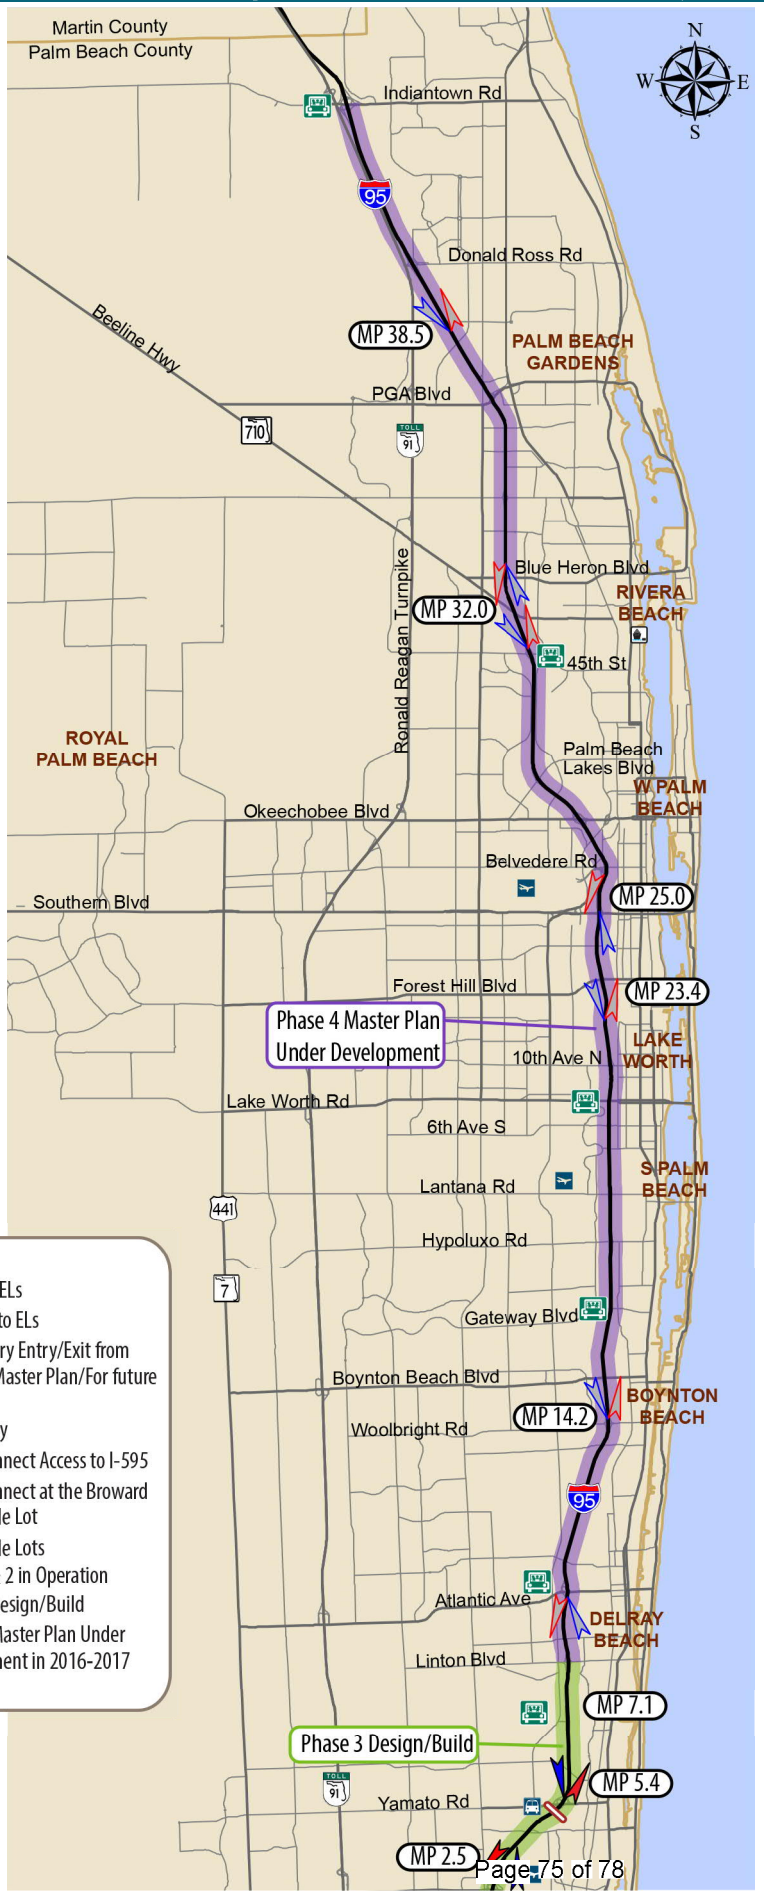 Martin County
Palm Beach County
N
W
E
S
Indiantown Rd
95
Donald Ross Rd
MP 38.5
Beeline Hwy
PALM BEACH
GARDENS
PGA Blvd
710
TOLL
91
Ronald Reagan Turnpike
Blue Heron Blvd
MP 32.0
RIVERA
BEACH
45th St
ROYAL
PALM BEACH
Palm Beach
Lakes Blvd
W PALM
BEACH
Okeechobee Blvd
Belvedere Rd
MP 25.0
Southern Blvd
Forest Hill Blvd
MP 23.4
Phase 4 Master Plan
Under Development
LAKE
WORTH
10th Ave N
Lake Worth Rd
6th Ave S
S PALM
BEACH
Lantana Rd
441
Hypoluxo Rd
7
Gateway Blvd
ELs
to ELs
ry Entry/Exit from
Master Plan/For future
y
nnect Access to I-595
nnect at the Broward
le Lot
le Lots
2 in Operation
esign/Build
Master Plan Under
ment in 2016-2017
Boynton Beach Blvd
BOYNTON
BEACH
MP 14.2
Woolbright Rd
95
Atlantic Ave
DELRAY
BEACH
Linton Blvd
MP 7.1
Phase 3 Design/Build
TOLL
91
MP 5.4
Yamato Rd
MP 2.5
Page 75 of 78